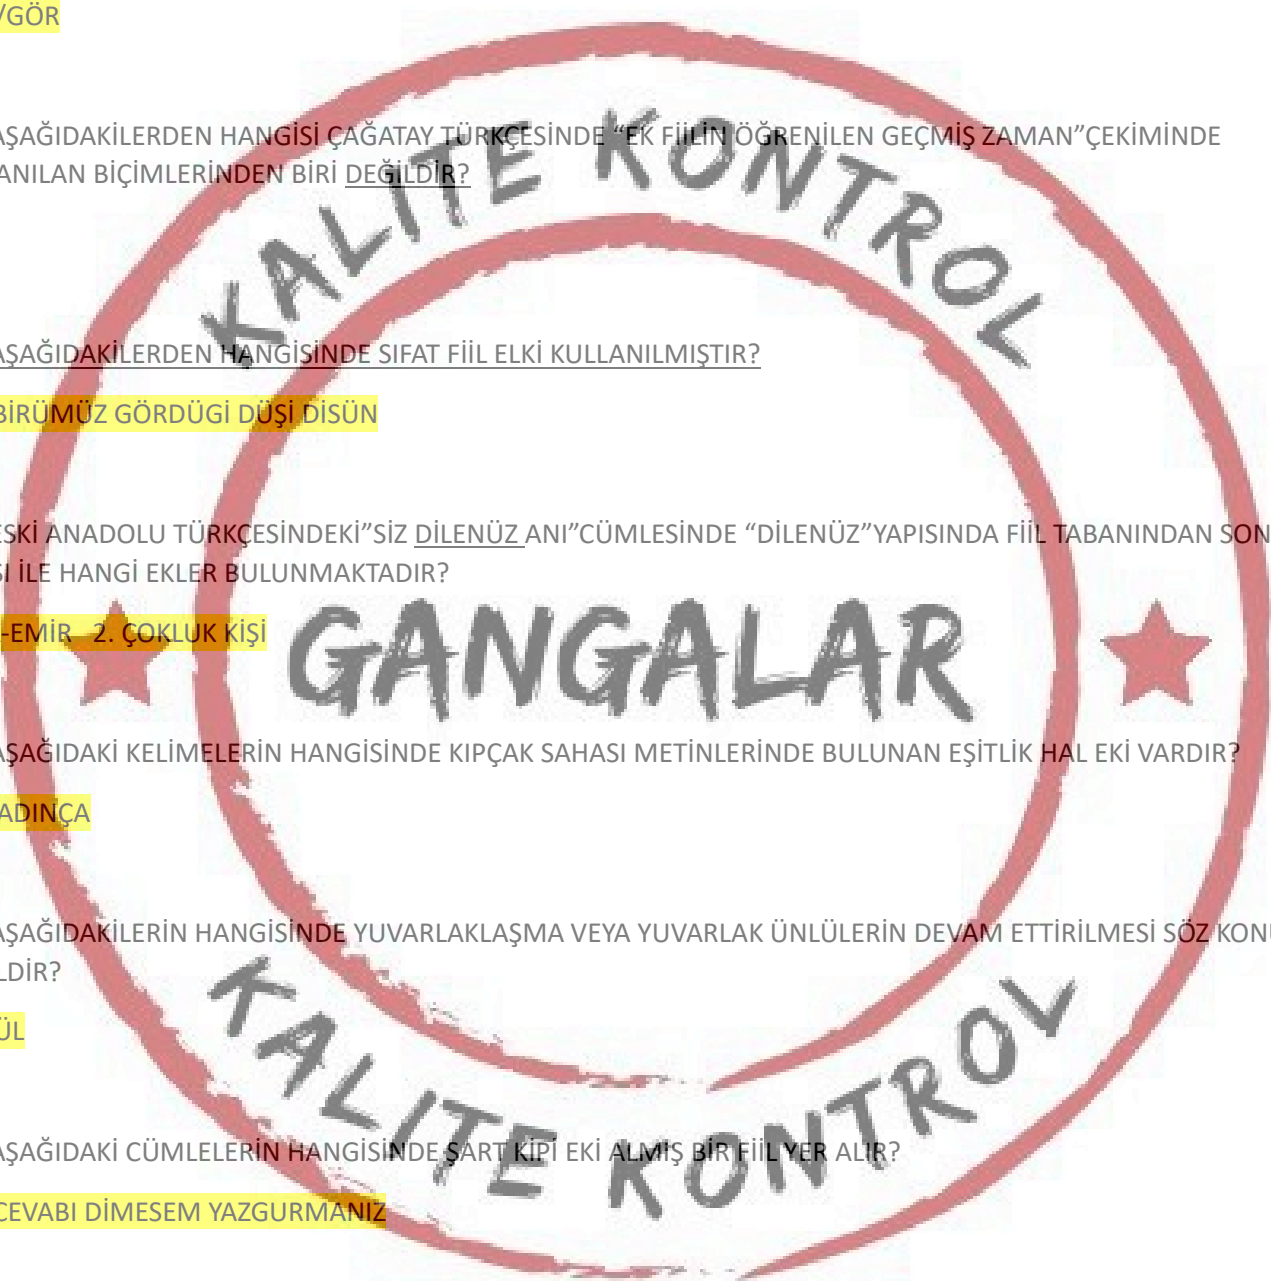 /GÖR
AŞAĞIDAKİLERDEN HANGİSİ ÇAĞATAY TÜRKÇESİNDE "EK FİİLİN ÖĞRENİLEN GEÇMİŞ ZAMAN"ÇEKİMİNDE
ANILAN BİÇİMLERİNDEN BİRİ DEĞİLDİR?
KALİTE KONTROL
AŞAĞIDAKİLERDEN HANGİSİNDE SIFAT FİİL ELKİ KULLANILMIŞTIR?
BİRÜMÜZ GÖRDÜGİ DÜŞİ DİSÜN
ESKİ ANADOLU TÜRKÇESİNDEKİ"SİZ DİLENÜZ ANI"CÜMLESİNDE "DİLENÜZ"YAPISINDA FİİL TABANINDAN SON
Sİ İLE HANGİ EKLER BULUNMAKTADIR?
-EMİR 2. ÇOKLUK KİŞİ
GANGALAR
AŞAĞIDAKİ KELİMELERİN HANGİSİNDE KIPÇAK SAHASI METİNLERİNDE BULUNAN EŞİTLİK HAL EKİ VARDIR?
ADINÇA
AŞAĞIDAKİLERİN HANGİSİNDE YUVARLAKLAŞMA VEYA YUVARLAK ÜNLÜLERİN DEVAM ETTİRİLMESİ SÖZ KONU
LDİR?
ÜL
KALİTE KONTROL
AŞAĞIDAKİ CÜMLELERİN HANGİSİNDE ŞART KİPİ EKİ ALMIŞ BİR FİİL YER ALIR?
CEVABI DİMESEM YAZGURMANIZ